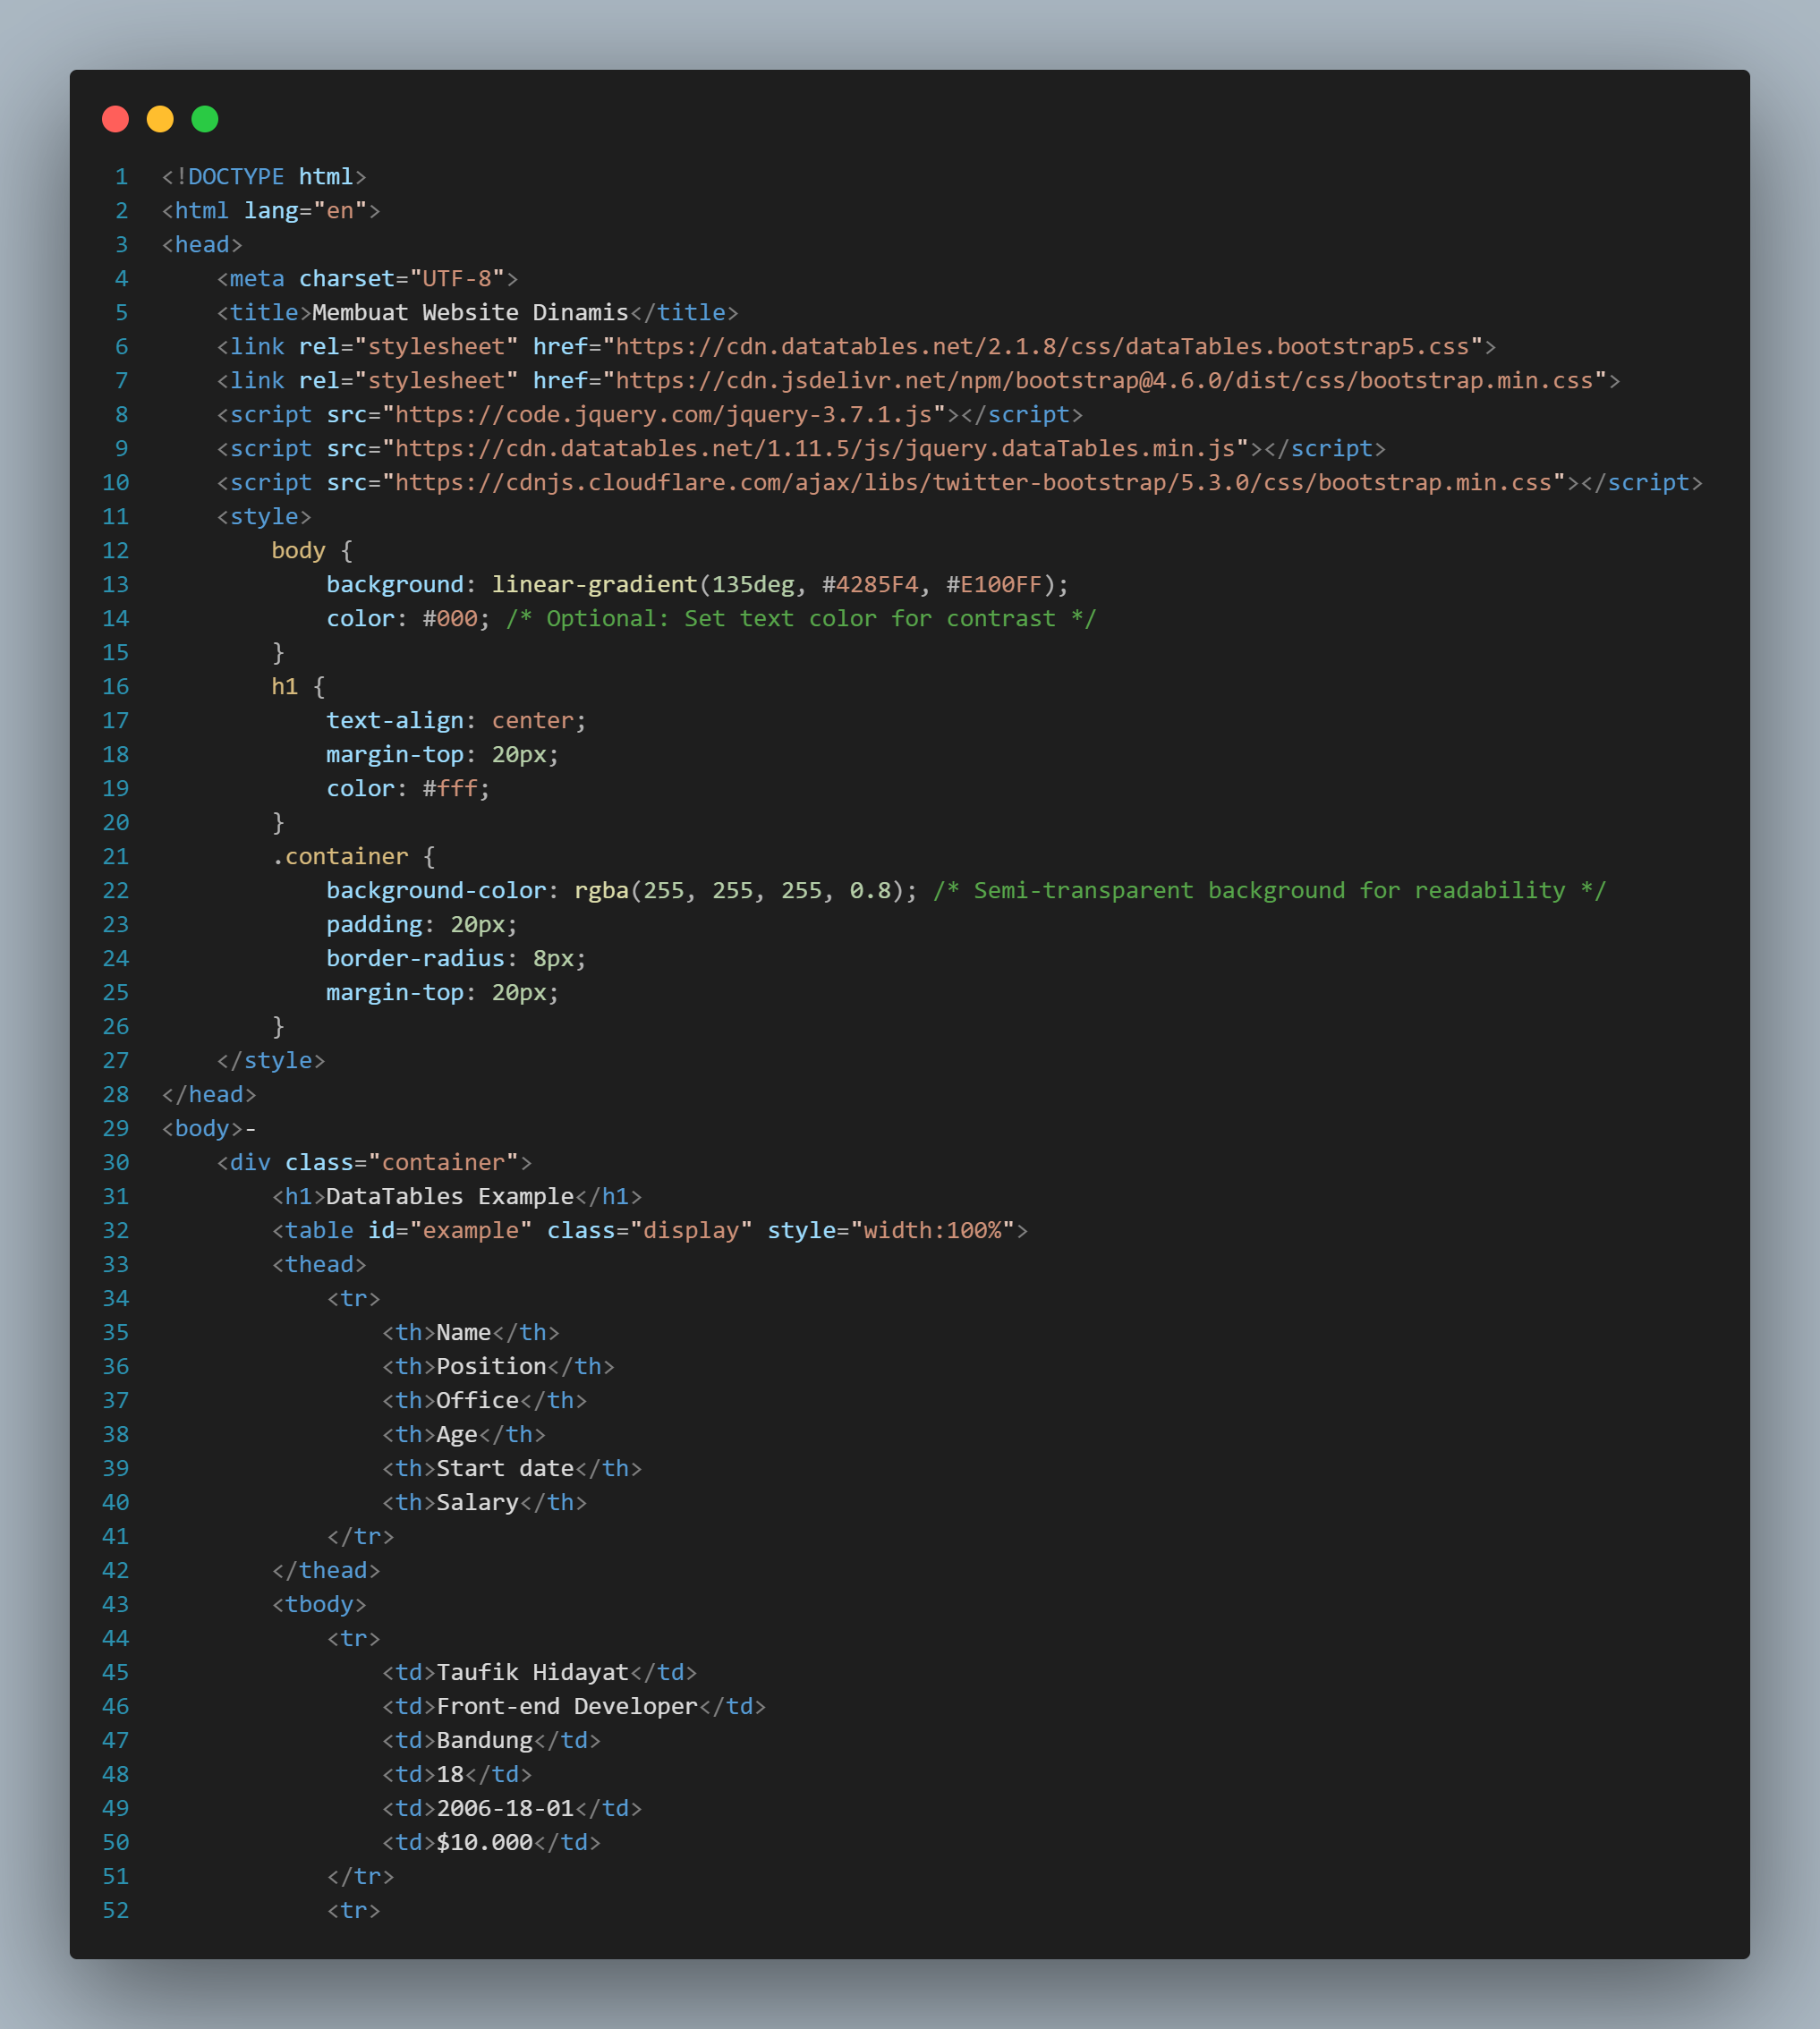 1 <!DOCTYPE html>
2 <html lang="en">
3 <head>
4     <meta charset="UTF-8">
5     <title>Membuat Website Dinamis</title>
6     <link rel="stylesheet" href="https://cdn.datatables.net/2.1.8/css/dataTables.bootstrap5.css">
7     <link rel="stylesheet" href="https://cdn.jsdelivr.net/npm/bootstrap@4.6.0/dist/css/bootstrap.min.css">
8     <script src="https://code.jquery.com/jquery-3.7.1.js"></script>
9     <script src="https://cdn.datatables.net/1.11.5/js/jquery.dataTables.min.js"></script>
10     <script src="https://cdnjs.cloudflare.com/ajax/libs/twitter-bootstrap/5.3.0/css/bootstrap.min.css"></script>
11     <style>
12         body {
13             background: linear-gradient(135deg, #4285F4, #E100FF);
14             color: #000; /* Optional: Set text color for contrast */
15         }
16         h1 {
17             text-align: center;
18             margin-top: 20px;
19             color: #fff;
20         }
21         .container {
22             background-color: rgba(255, 255, 255, 0.8); /* Semi-transparent background for readability */
23             padding: 20px;
24             border-radius: 8px;
25             margin-top: 20px;
26         }
27     </style>
28 </head>
29 <body>-
30     <div class="container">
31         <h1>DataTables Example</h1>
32         <table id="example" class="display" style="width:100%">
33         <thead>
34             <tr>
35                 <th>Name</th>
36                 <th>Position</th>
37                 <th>Office</th>
38                 <th>Age</th>
39                 <th>Start date</th>
40                 <th>Salary</th>
41             </tr>
42         </thead>
43         <tbody>
44             <tr>
45                 <td>Taufik Hidayat</td>
46                 <td>Front-end Developer</td>
47                 <td>Bandung</td>
48                 <td>18</td>
49                 <td>2006-18-01</td>
50                 <td>$10.000</td>
51             </tr>
52             <tr>